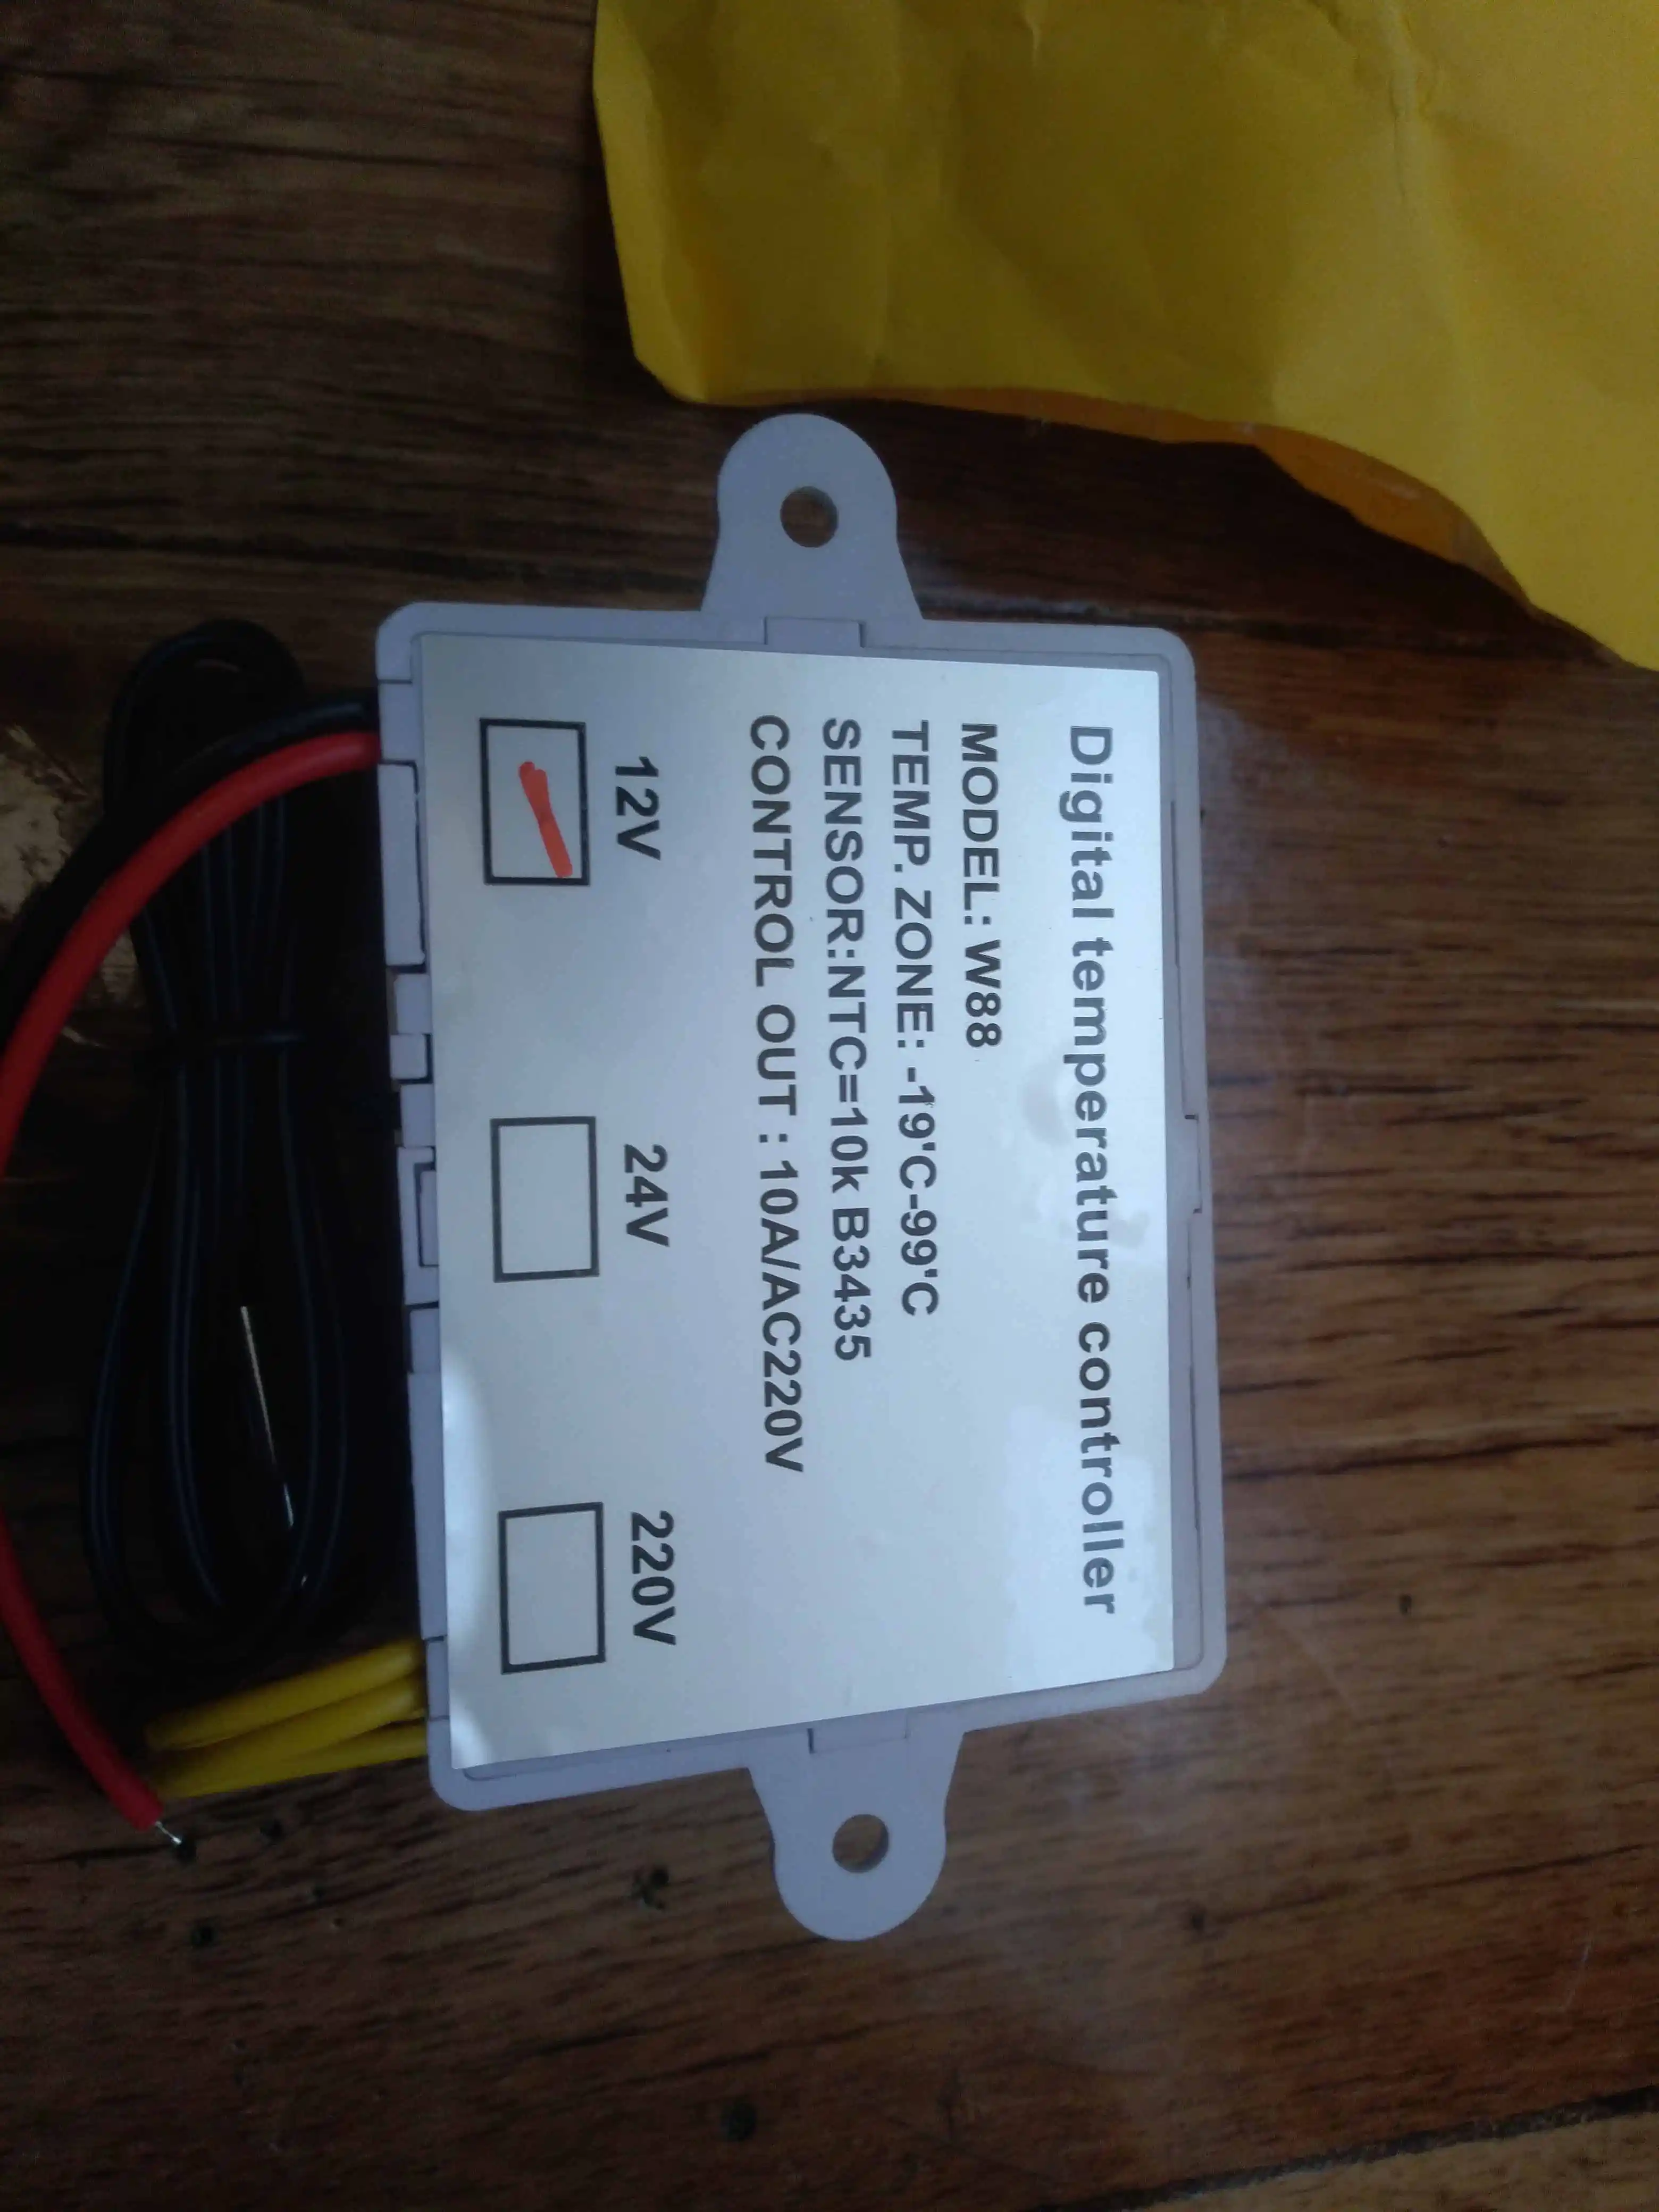 Digital temperature controller
MODEL: W88
TEMP. ZONE: -19'C-99'C
SENSOR:NTC=10k B3435
CONTROL OUT : 10A/AC220V
12V 24V 220V